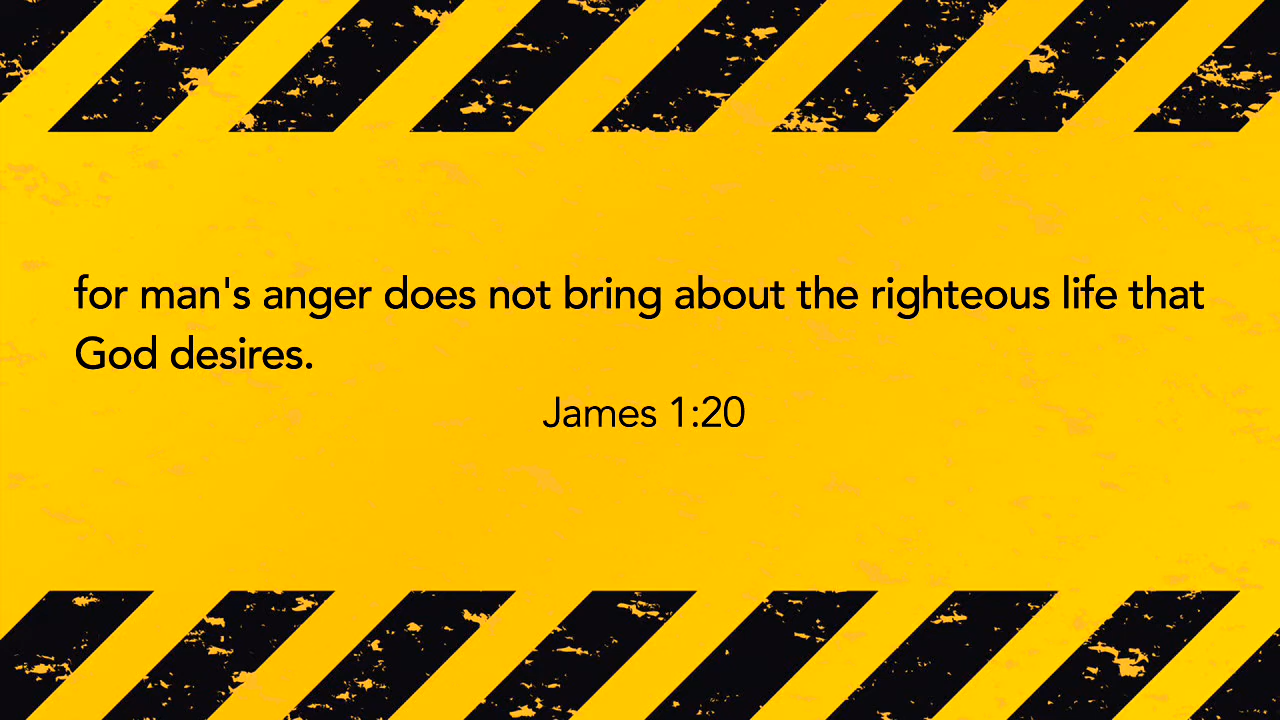 for man's anger does not bring about the righteous life that
God desires.
James 1:20